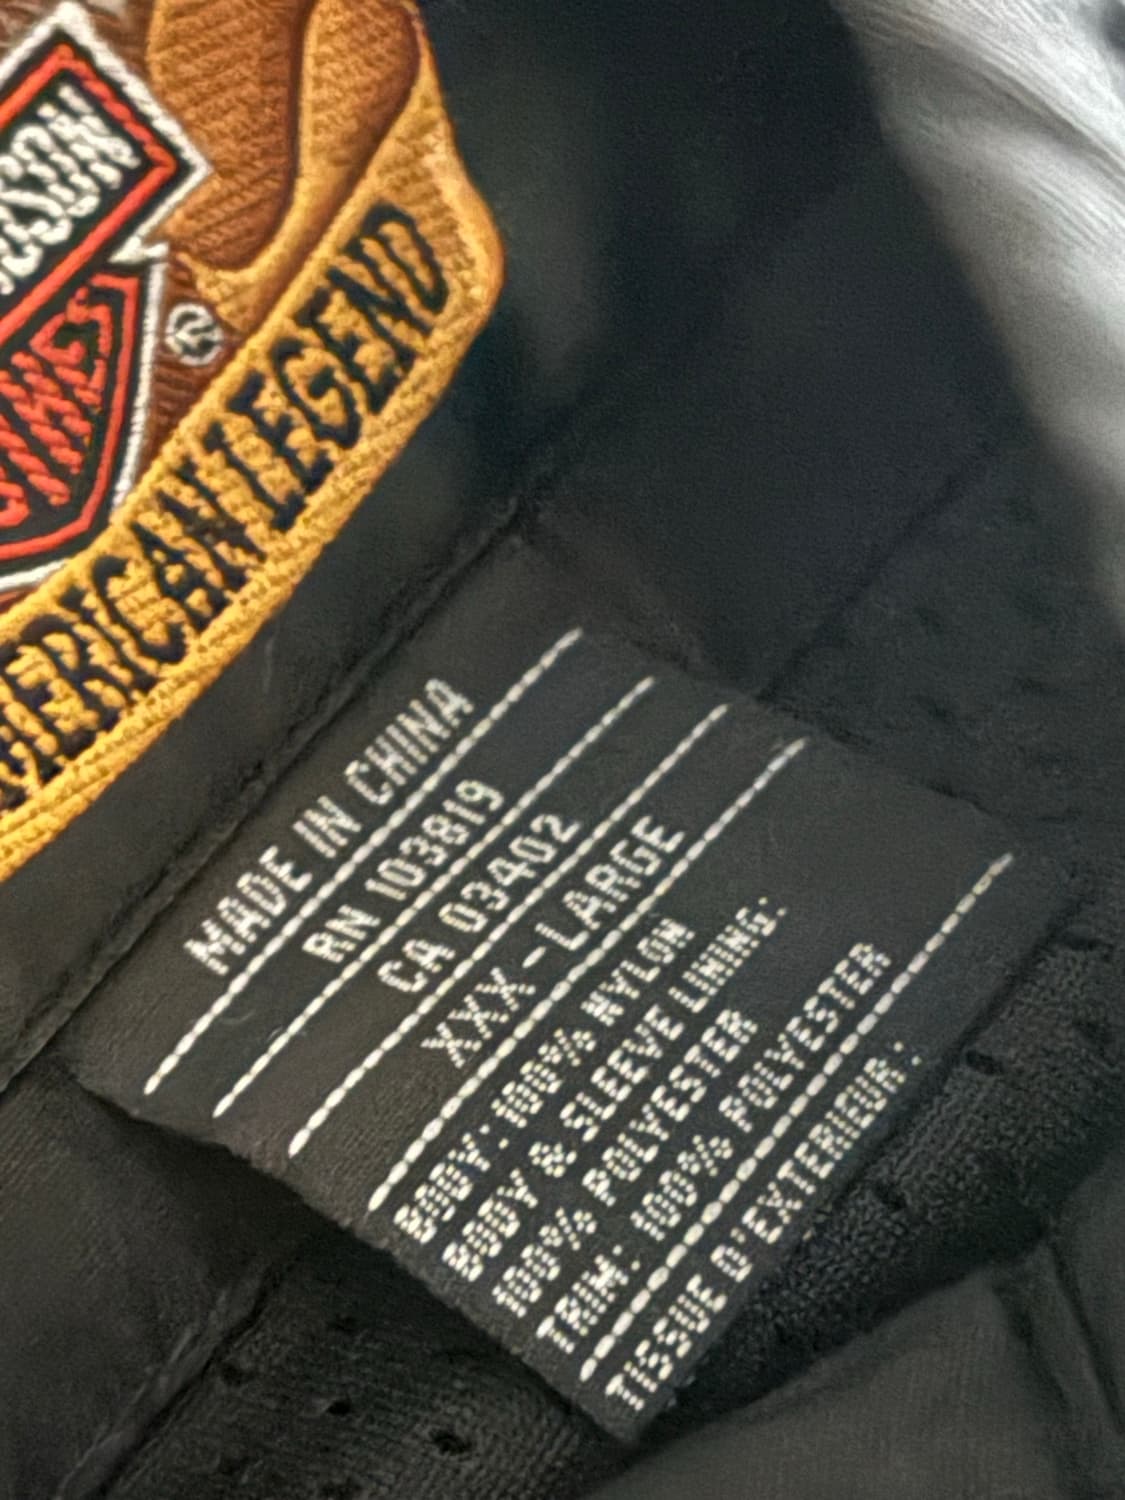 AMERICAN LEGEND
®
MADE IN CHINA
RN 103819
CA 03402
XXX-LARGE
BODY: 100% NYLON
BODY & SLEEVE LINING:
100% POLYESTER
TRIM: 100% POLYESTER
TISSUE D'EXTERIEUR: